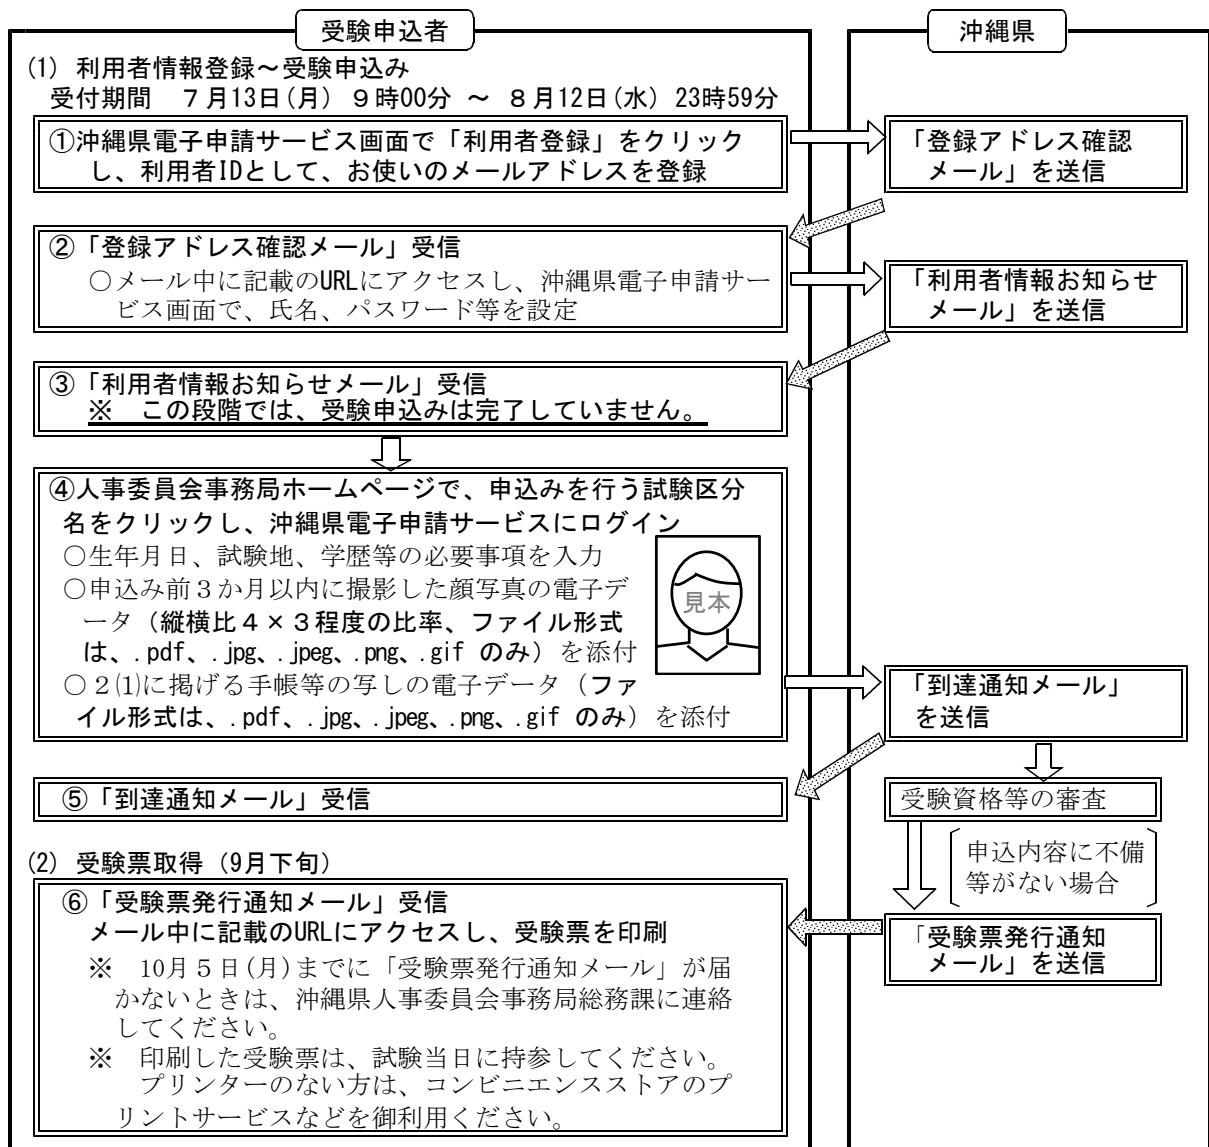 受験申込者
沖縄県
(1) 利用者情報登録～受験申込み
受付期間　７月13日(月) ９時00分 ～ ８月12日(水) 23時59分
①沖縄県電子申請サービス画面で「利用者登録」をクリック
し、利用者IDとして、お使いのメールアドレスを登録
「登録アドレス確認
メール」を送信
②「登録アドレス確認メール」受信
○メール中に記載のURLにアクセスし、沖縄県電子申請サー
ビス画面で、氏名、パスワード等を設定
「利用者情報お知らせ
メール」を送信
③「利用者情報お知らせメール」受信
※　この段階では、受験申込みは完了していません。
④人事委員会事務局ホームページで、申込みを行う試験区分
名をクリックし、沖縄県電子申請サービスにログイン
○生年月日、試験地、学歴等の必要事項を入力
○申込み前３か月以内に撮影した顔写真の電子デ
ータ（縦横比４×３程度の比率、ファイル形式
は、.pdf、.jpg、.jpeg、.png、.gif のみ）を添付
見本
○２⑴に掲げる手帳等の写しの電子データ（ファ
イル形式は、.pdf、.jpg、.jpeg、.png、.gif のみ）を添付
「到達通知メール」
を送信
⑤「到達通知メール」受信
受験資格等の審査
申込内容に不備
等がない場合
(2) 受験票取得（9月下旬）
⑥「受験票発行通知メール」受信
メール中に記載のURLにアクセスし、受験票を印刷
※　10月５日(月)までに「受験票発行通知メール」が届
かないときは、沖縄県人事委員会事務局総務課に連絡
してください。
※　印刷した受験票は、試験当日に持参してください。
プリンターのない方は、コンビニエンスストアのプ
リントサービスなどを御利用ください。
「受験票発行通知
メール」を送信